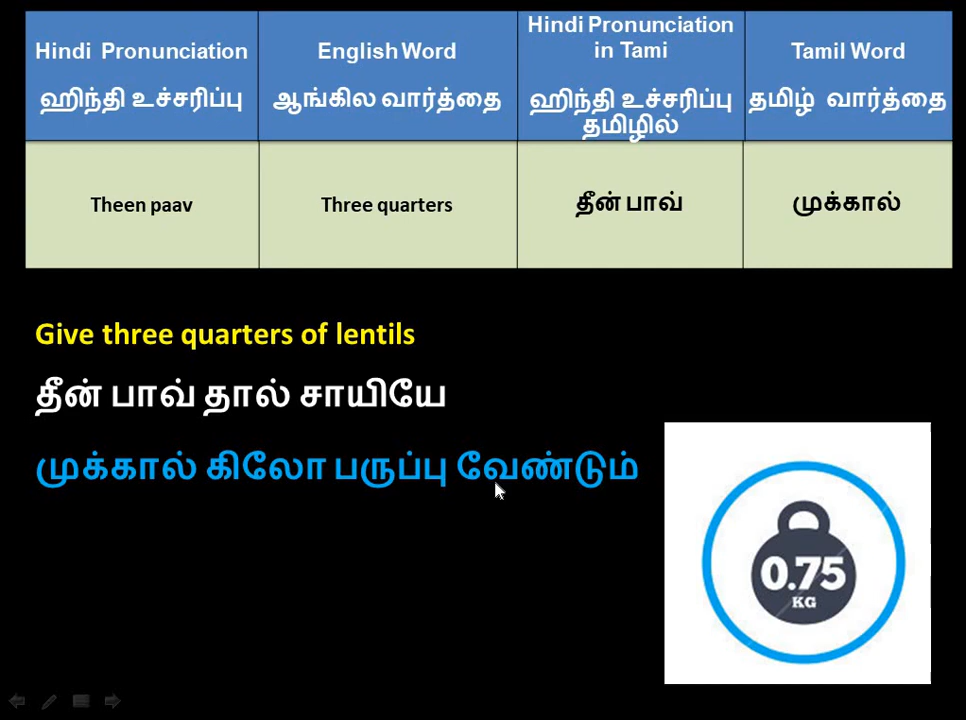 Hindi Pronunciation
ஹிந்தி உச்சரிப்பு
English Word
ஆங்கில வார்த்தை
Hindi Pronunciation
in Tami
ஹிந்தி உச்சரிப்பு
தமிழில்
Tamil Word
தமிழ் வார்த்தை
Theen paav
Three quarters
தீன் பாவ்
முக்கால்
Give three quarters of lentils
தீன் பாவ் தால் சாயியே
முக்கால் கிலோ பருப்பு வேண்டும்
0.75
KG